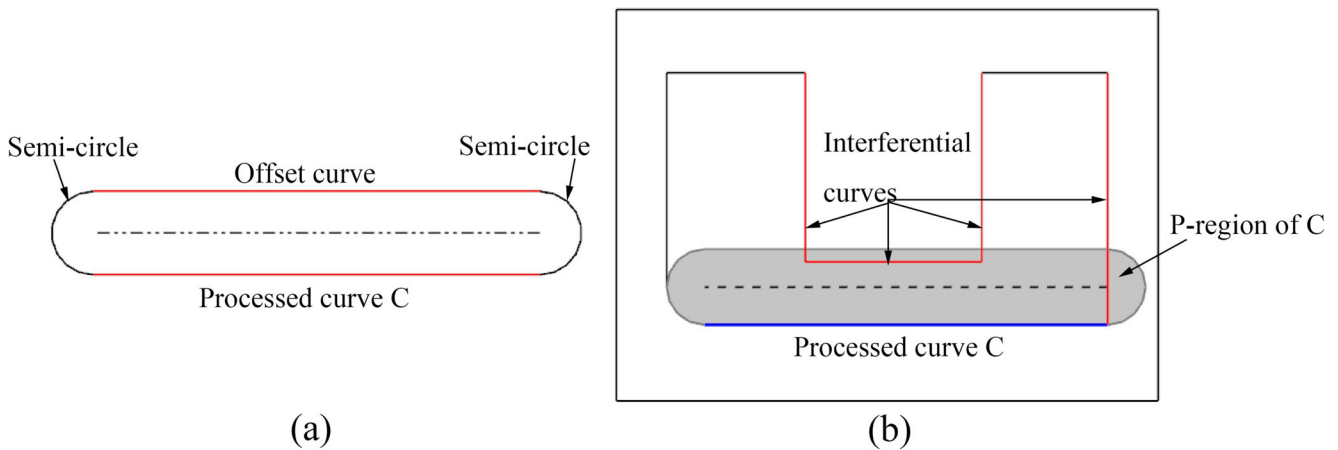 Semi-circle
Semi-circle
Offset curve
Processed curve C
(a)
Interferential
curves
P-region of C
Processed curve C
(b)